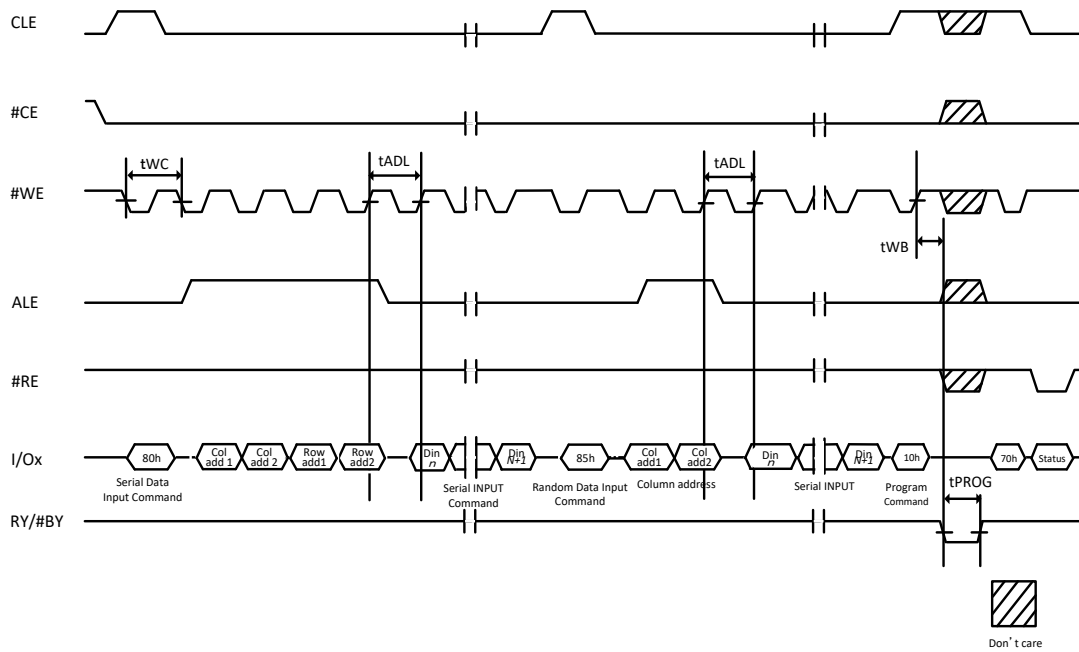 CLE
#CE
tWC
tADL
tADL
#WE
tWB
ALE
#RE
I/Ox
80h
Col add 1
Col add 2
Row add1
Row add2
Din n
Din N+1
85h
Col add1
Col add2
Din n
Din N+1
10h
70h
Status
Serial Data Input Command
Serial INPUT Command
Random Data Input Command
Column address
Serial INPUT
Program Command
tPROG
RY/#BY
Don't care